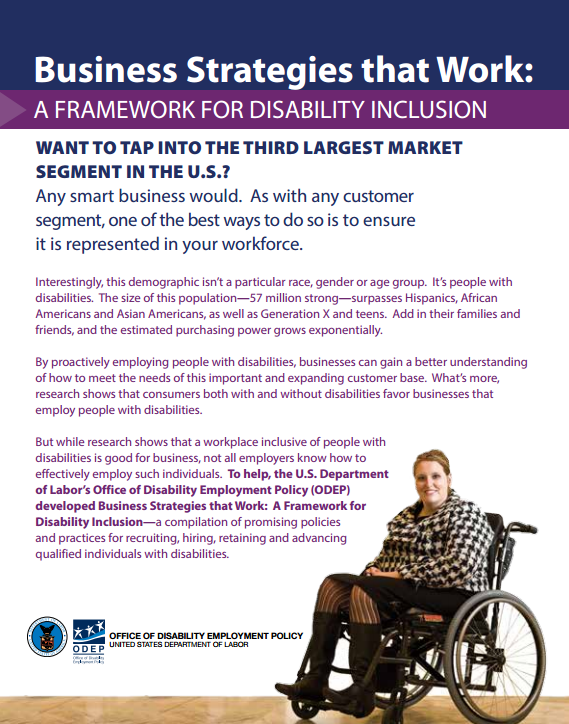 Business Strategies that Work:
A FRAMEWORK FOR DISABILITY INCLUSION
WANT TO TAP INTO THE THIRD LARGEST MARKET
SEGMENT IN THE U.S.?
Any smart business would. As with any customer
segment, one of the best ways to do so is to ensure
it is represented in your workforce.
Interestingly, this demographic isn't a particular race, gender or age group. It's people with
disabilities. The size of this population—57 million strong—surpasses Hispanics, African
Americans and Asian Americans, as well as Generation X and teens. Add in their families and
friends, and the estimated purchasing power grows exponentially.
By proactively employing people with disabilities, businesses can gain a better understanding
of how to meet the needs of this important and expanding customer base. What's more,
research shows that consumers both with and without disabilities favor businesses that
employ people with disabilities.
But while research shows that a workplace inclusive of people with
disabilities is good for business, not all employers know how to
effectively employ such individuals. To help, the U.S. Department
of Labor's Office of Disability Employment Policy (ODEP)
developed Business Strategies that Work: A Framework for
Disability Inclusion—a compilation of promising policies
and practices for recruiting, hiring, retaining and advancing
qualified individuals with disabilities.
ODEP
Office of Disability
Employment Policy
OFFICE OF DISABILITY EMPLOYMENT POLICY
UNITED STATES DEPARTMENT OF LABOR